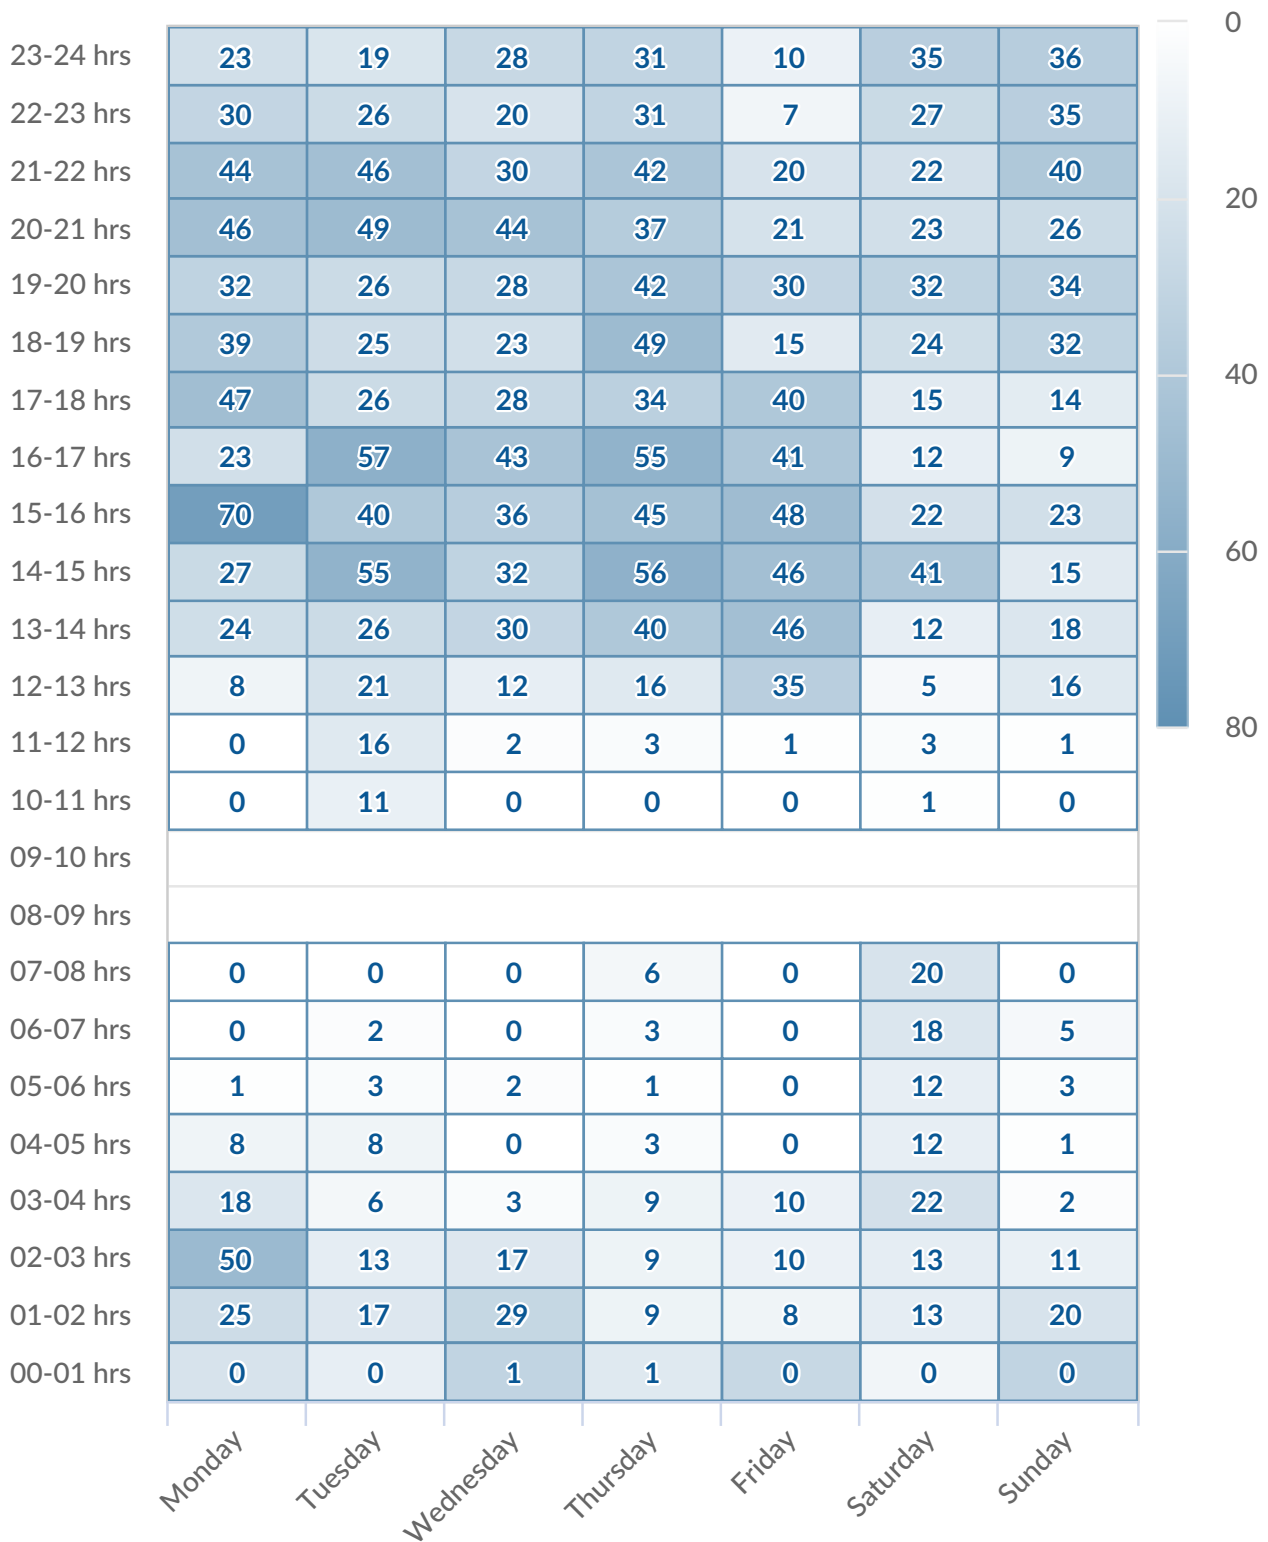 23-24 hrs 23 19 28 31 10 35 36 0
22-23 hrs 30 26 20 31 7 27 35
21-22 hrs 44 46 30 42 20 22 40
20
20-21 hrs 46 49 44 37 21 23 26
19-20 hrs 32 26 28 42 30 32 34
18-19 hrs 39 25 23 49 15 24 32
40
17-18 hrs 47 26 28 34 40 15 14
16-17 hrs 23 57 43 55 41 12 9
15-16 hrs 70 40 36 45 48 22 23
60
14-15 hrs 27 55 32 56 46 41 15
13-14 hrs 24 26 30 40 46 12 18
12-13 hrs 8 21 12 16 35 5 16
80
11-12 hrs 0 16 2 3 1 3 1
10-11 hrs 0 11 0 0 0 1 0
09-10 hrs
08-09 hrs
07-08 hrs 0 0 0 6 0 20 0
06-07 hrs 0 2 0 3 0 18 5
05-06 hrs 1 3 2 1 0 12 3
04-05 hrs 8 8 0 3 0 12 1
03-04 hrs 18 6 3 9 10 22 2
02-03 hrs 50 13 17 9 10 13 11
01-02 hrs 25 17 29 9 8 13 20
00-01 hrs 0 0 1 1 0 0 0
Monday Tuesday Wednesday Thursday Friday Saturday Sunday